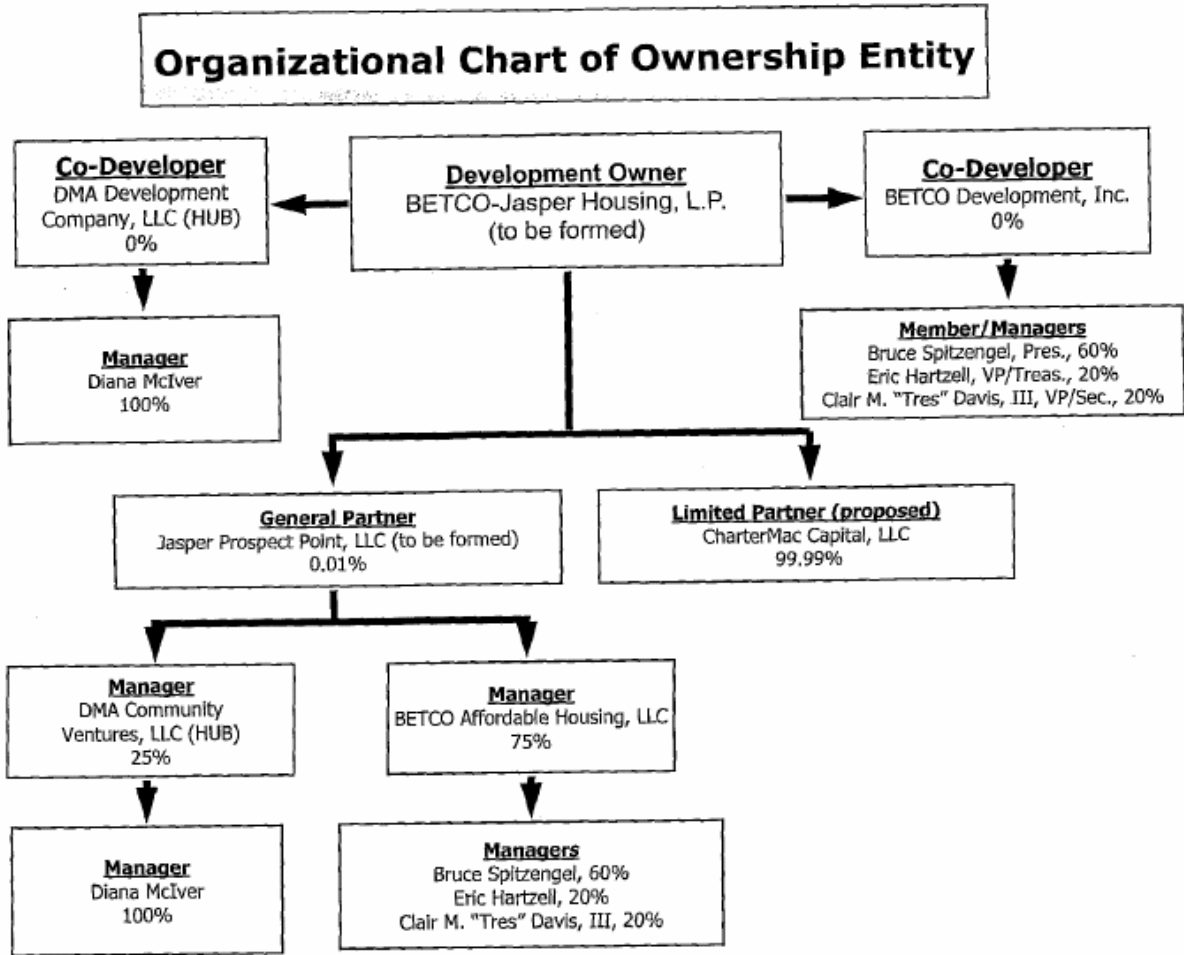 Organizational Chart of Ownership Entity
Co-Developer
DMA Development
Company, LLC (HUB)
0%
Development Owner
BETCO-Jasper Housing, L.P.
(to be formed)
Co-Developer
BETCO Development, Inc.
0%
Manager
Diana McIver
100%
Member/Managers
Bruce Spitzengel, Pres., 60%
Eric Hartzell, VP/Treas., 20%
Clair M. "Tres" Davis, III, VP/Sec., 20%
General Partner
Jasper Prospect Point, LLC (to be formed)
0.01%
Limited Partner (proposed)
CharterMac Capital, LLC
99.99%
Manager
DMA Community
Ventures, LLC (HUB)
25%
Manager
BETCO Affordable Housing, LLC
75%
Manager
Diana McIver
100%
Managers
Bruce Spitzengel, 60%
Eric Hartzell, 20%
Clair M. "Tres" Davis, III, 20%